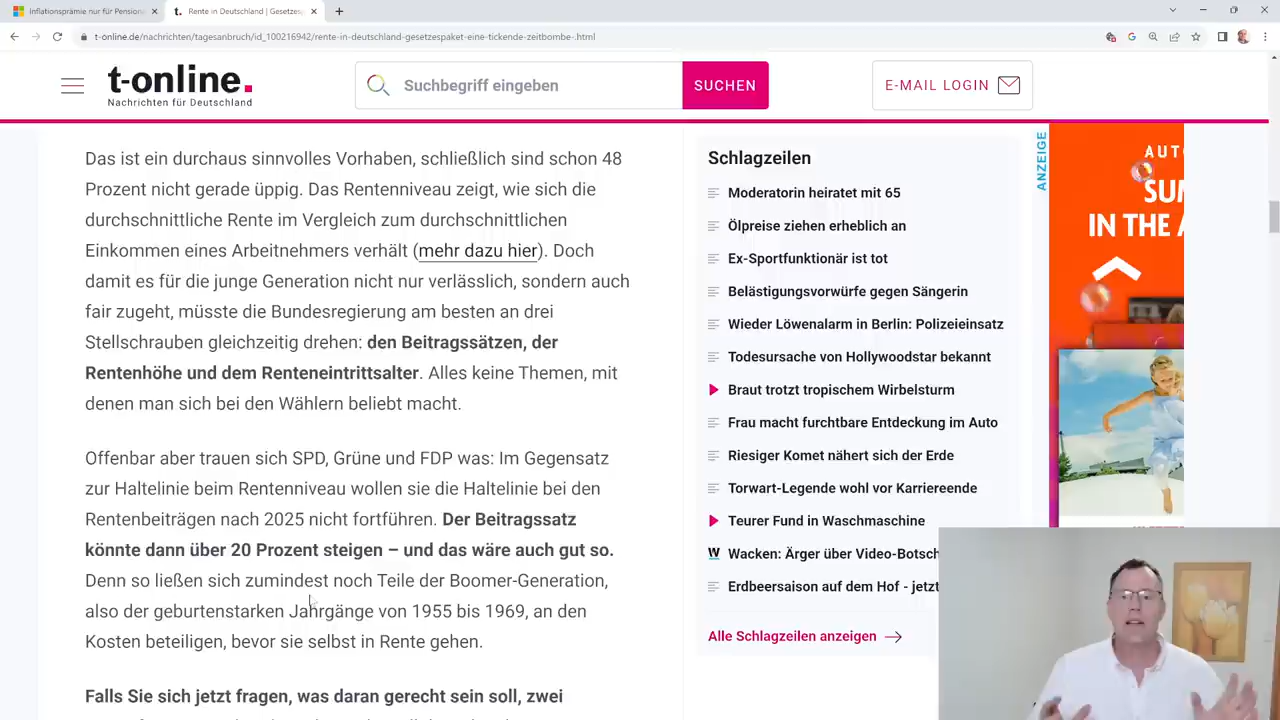 Inflationsprämie nur für Pension
Rente in Deutschland | Gesetzes
t-online.de/nachrichten/tagesanbruch/id_100216942/rente-in-deutschland-gesetzespaket-eine-tickende-zeitbombe-.html
t-online.
Nachrichten für Deutschland
Suchbegriff eingeben
SUCHEN
E-MAIL LOGIN
Das ist ein durchaus sinnvolles Vorhaben, schließlich sind schon 48
Prozent nicht gerade üppig. Das Rentenniveau zeigt, wie sich die
durchschnittliche Rente im Vergleich zum durchschnittlichen
Einkommen eines Arbeitnehmers verhält (mehr dazu hier). Doch
damit es für die junge Generation nicht nur verlässlich, sondern auch
fair zugeht, müsste die Bundesregierung am besten an drei
Stellschrauben gleichzeitig drehen: den Beitragssätzen, der
Rentenhöhe und dem Renteneintrittsalter. Alles keine Themen, mit
denen man sich bei den Wählern beliebt macht.
Offenbar aber trauen sich SPD, Grüne und FDP was: Im Gegensatz
zur Haltelinie beim Rentenniveau wollen sie die Haltelinie bei den
Rentenbeiträgen nach 2025 nicht fortführen. Der Beitragssatz
könnte dann über 20 Prozent steigen – und das wäre auch gut so.
Denn so ließen sich zumindest noch Teile der Boomer-Generation,
also der geburtenstarken Jahrgänge von 1955 bis 1969, an den
Kosten beteiligen, bevor sie selbst in Rente gehen.
Falls Sie sich jetzt fragen, was daran gerecht sein soll, zwei
Schlagzeilen
Moderatorin heiratet mit 65
Ölpreise ziehen erheblich an
Ex-Sportfunktionär ist tot
Belästigungsvorwürfe gegen Sängerin
Wieder Löwenalarm in Berlin: Polizeieinsatz
Todesursache von Hollywoodstar bekannt
Braut trotzt tropischem Wirbelsturm
Frau macht furchtbare Entdeckung im Auto
Riesiger Komet nähert sich der Erde
Torwart-Legende wohl vor Karriereende
Teurer Fund in Waschmaschine
W Wacken: Ärger über Video-Botsch
Erdbeersaison auf dem Hof - jetzt
Alle Schlagzeilen anzeigen
ANZEIGE
AUT
SU
IN THE A